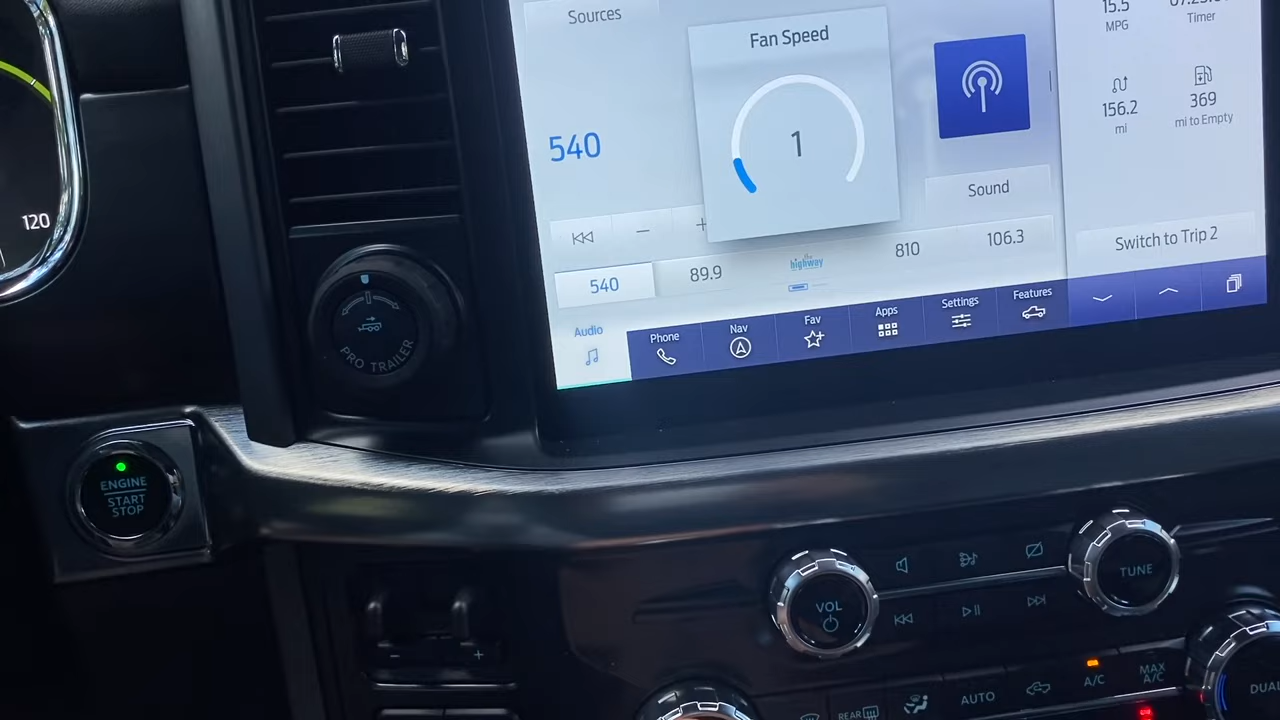 Sources
Fan Speed
1
540
15.5
MPG
Timer
156.2
mi
369
mi to Empty
Sound
540
89.9
the
highway
810
106.3
Switch to Trip 2
Audio
Phone
Nav
Fav
Apps
Settings
Features
120
PRO TRAILER
ENGINE
START
STOP
VOL
TUNE
REAR
AUTO
A/C
MAX
A/C
DUAL